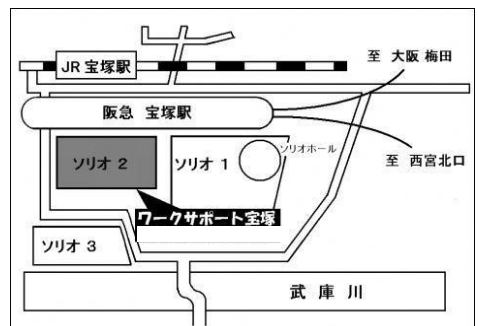 至 大阪 梅田
JR 宝塚駅
阪急 宝塚駅
ソリオホール
ソリオ 2
ソリオ 1
至 西宮北口
ワークサポート宝塚
ソリオ 3
武 庫 川